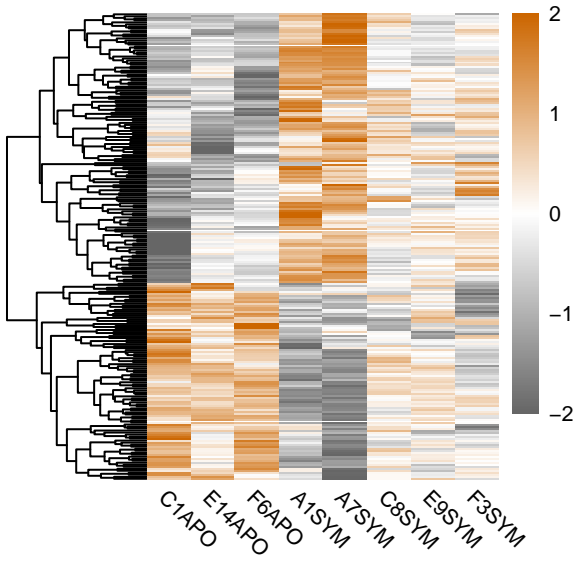 2
1
0
−1
−2
C1APO
E14APO
F6APO
A1SYM
A7SYM
C8SYM
E9SYM
F3SYM